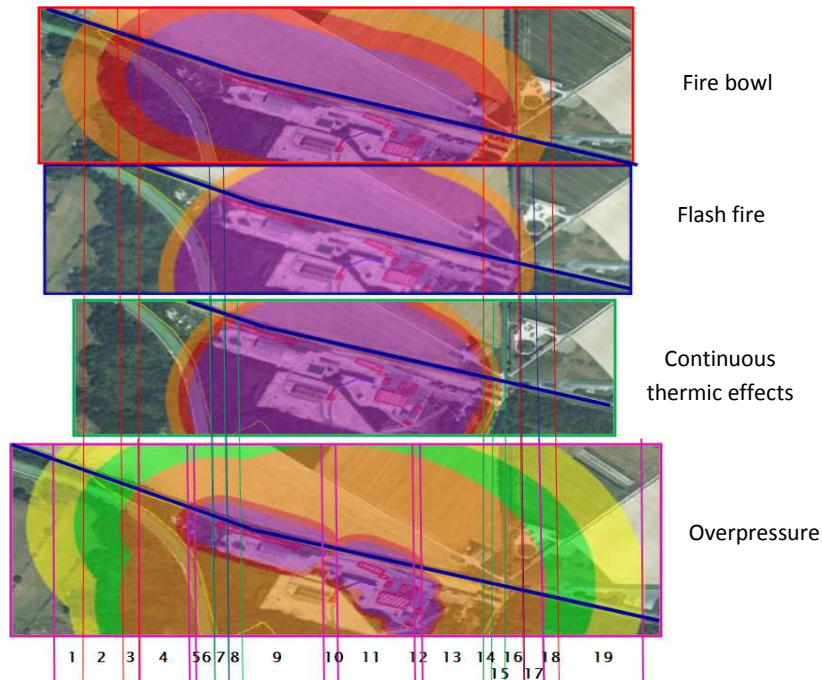 Fire bowl
Flash fire
Continuous
thermic effects
Overpressure
1 2 3 4 5 6 7 8 9 10 11 12 13 14 16 18 19
15 17